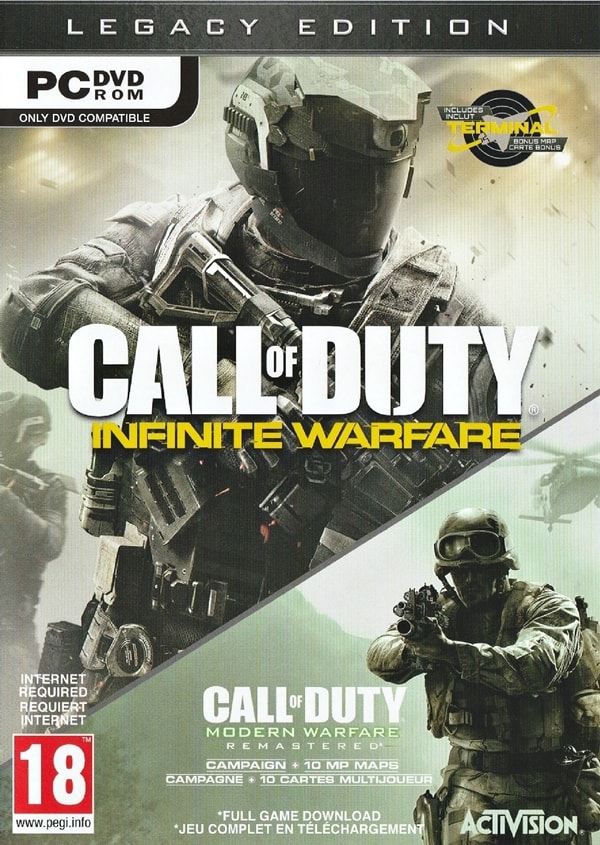 LEGACY EDITION
PC DVD
ROM
ONLY DVD COMPATIBLE
INCLUDES
INCLUT
TERMINAL
BONUS MAP
CARTE BONUS
CALL OF DUTY®
INFINITE WARFARE
INTERNET
REQUIRED
REQUIERT
INTERNET
CALL OF DUTY
MODERN WARFARE
REMASTERED*
CAMPAIGN + 10 MP MAPS
CAMPAGNE + 10 CARTES MULTIJOUEUR
18™
www.pegi.info
*FULL GAME DOWNLOAD
*JEU COMPLET EN TÉLÉCHARGEMENT
ACTIVISION